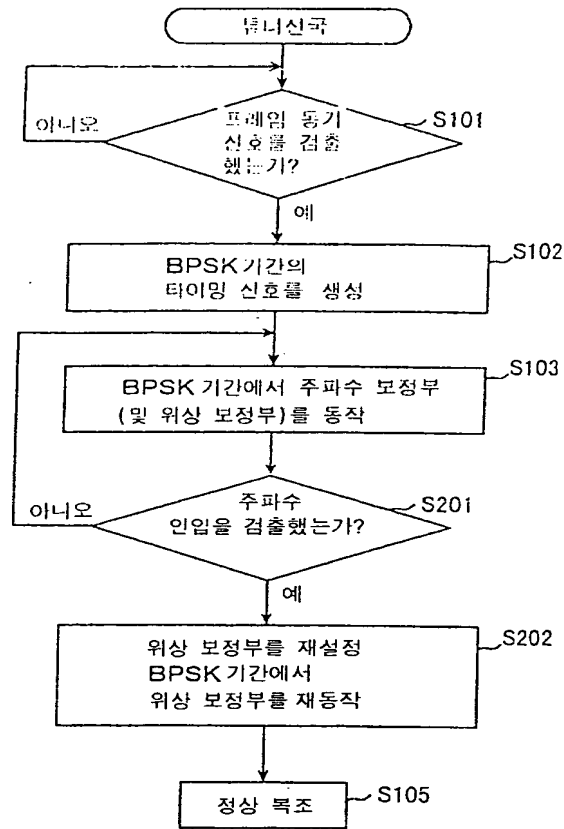 아니오
프레임 동기
신호를 검출
했는가?
S101
예
BPSK 기간의
타이밍 신호를 생성
S102
BPSK 기간에서 주파수 보정부
(및 위상 보정부)를 동작
S103
아니오
주파수
인입을 검출했는가?
S201
예
위상 보정부를 재설정
BPSK 기간에서
위상 보정부를 재동작
S202
정상 복조
S105